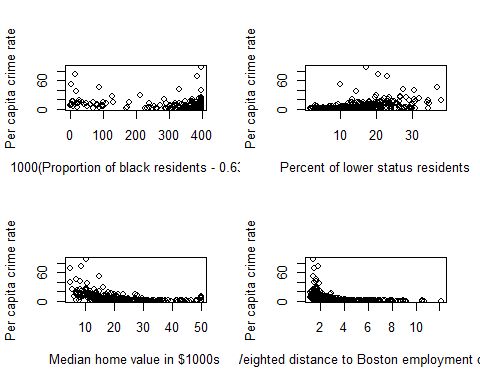 Per capita crime rate
0 60
0 100 200 300 400
1000(Proportion of black residents - 0.63
Per capita crime rate
0 60
10 20 30
Percent of lower status residents
Per capita crime rate
0 60
10 20 30 40 50
Median home value in $1000s
Per capita crime rate
0 60
2 4 6 8 10
Weighted distance to Boston employment c